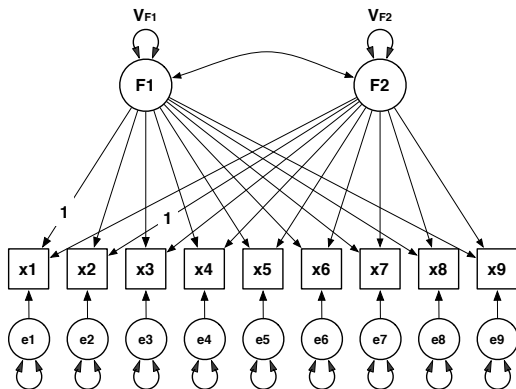 VF1 VF2
F1 F2
1
1
x1 x2 x3 x4 x5 x6 x7 x8 x9
e1 e2 e3 e4 e5 e6 e7 e8 e9